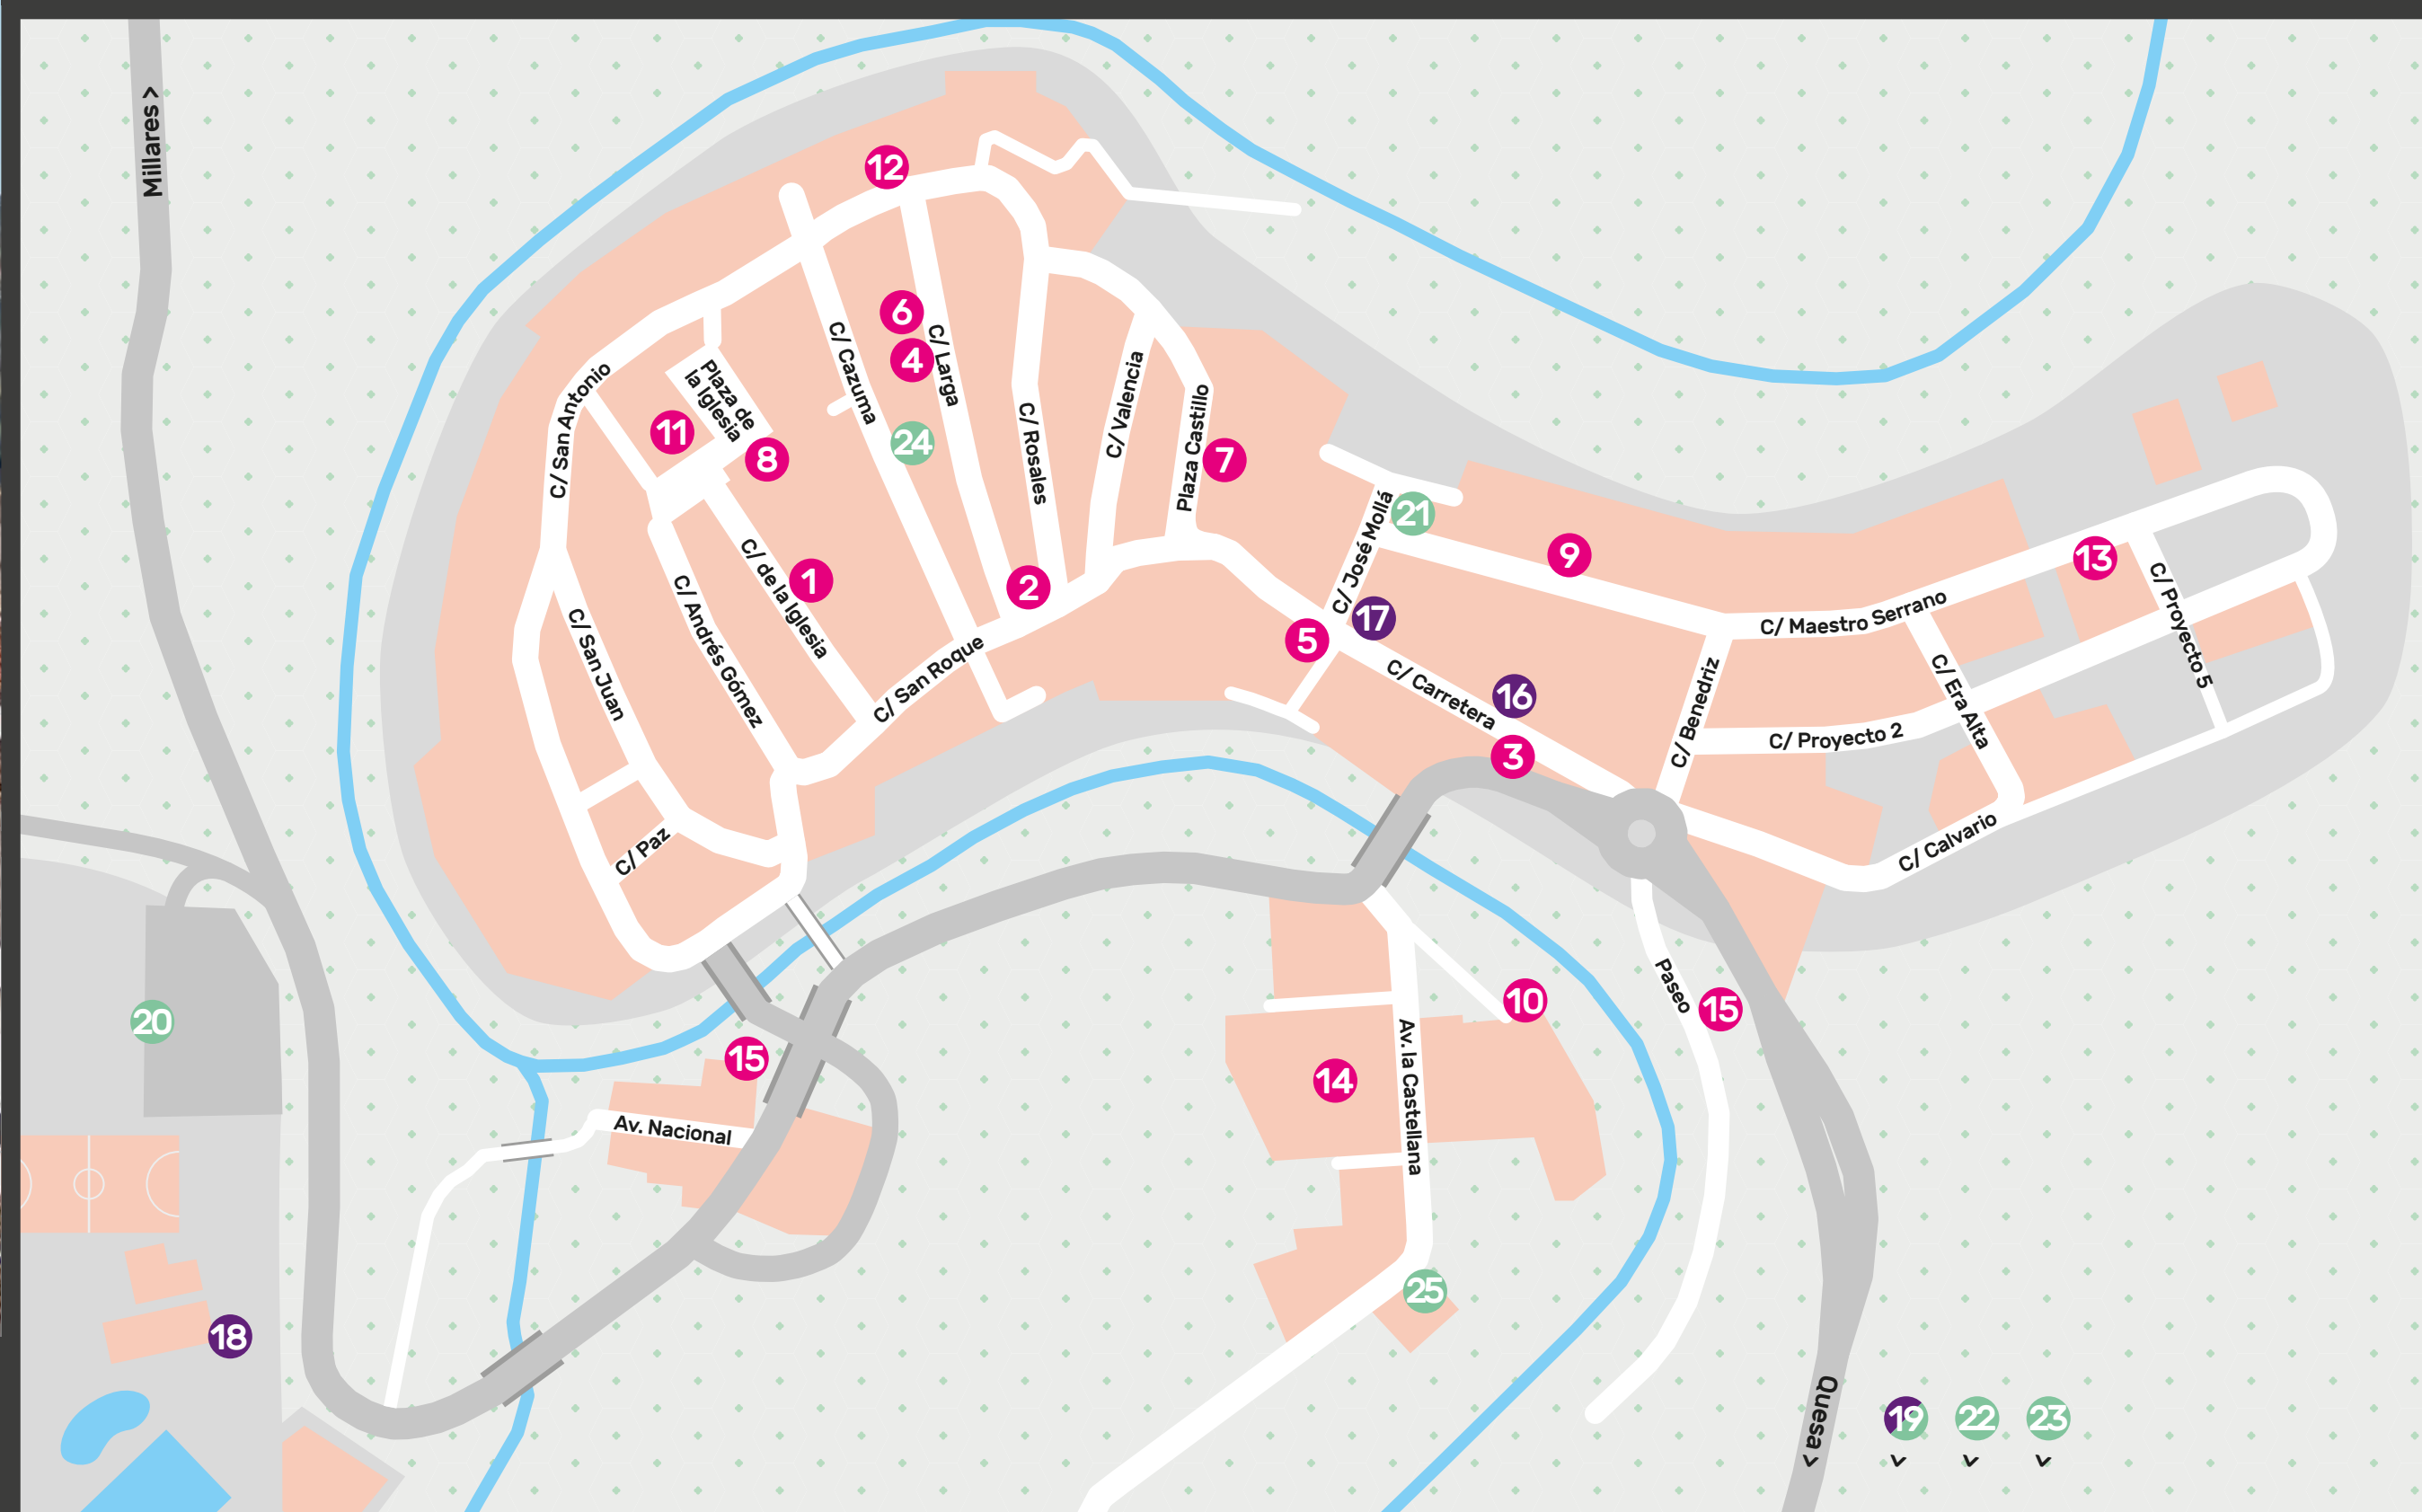 Millares >
12
6
4
C/ Cazuma
C/ Larga
Plaza de
la Iglesia
C/ San Antonio
11
8
24
C/ Rosales
C/ Valencia
Plaza Castillo
7
21
C/ José Mollá
9
13
1
2
C/ de la Iglesia
C/ Andrés Gómez
C/ San Juan
C/ San Roque
5
17
16
C/ Carretera
3
C/ Maestro Serrano
C/ Benedriz
C/ Proyecto 2
C/ Era Alta
C/ Proyecto 5
C/ Calvario
C/ Paz
20
15
Av. Nacional
10
14
Av. la Castellana
Paseo
15
25
18
Quesa >
19
22
23
>
>
>